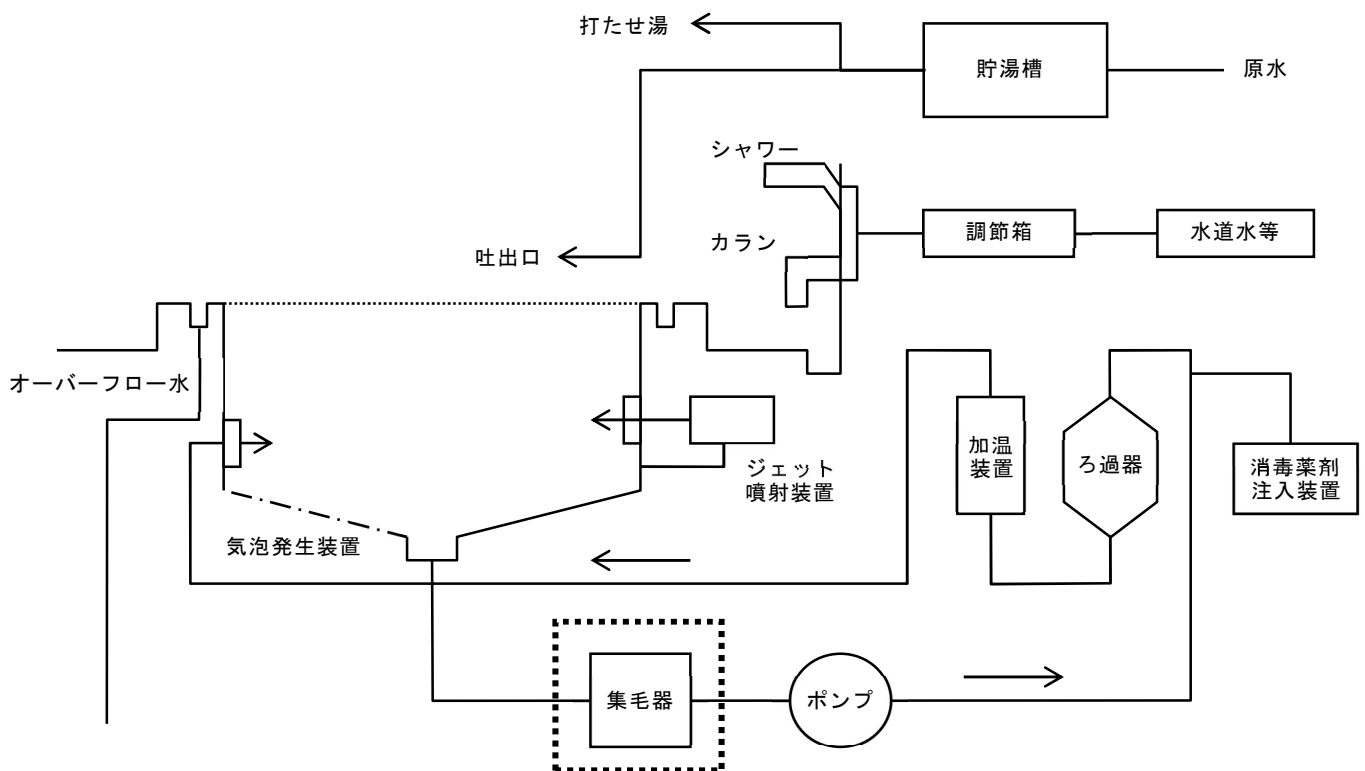 打たせ湯
貯湯槽
原水
シャワー
カラン
調節箱
水道水等
吐出口
オーバーフロー水
ジェット
噴射装置
加温
装置
ろ過器
消毒薬剤
注入装置
気泡発生装置
集毛器
ポンプ